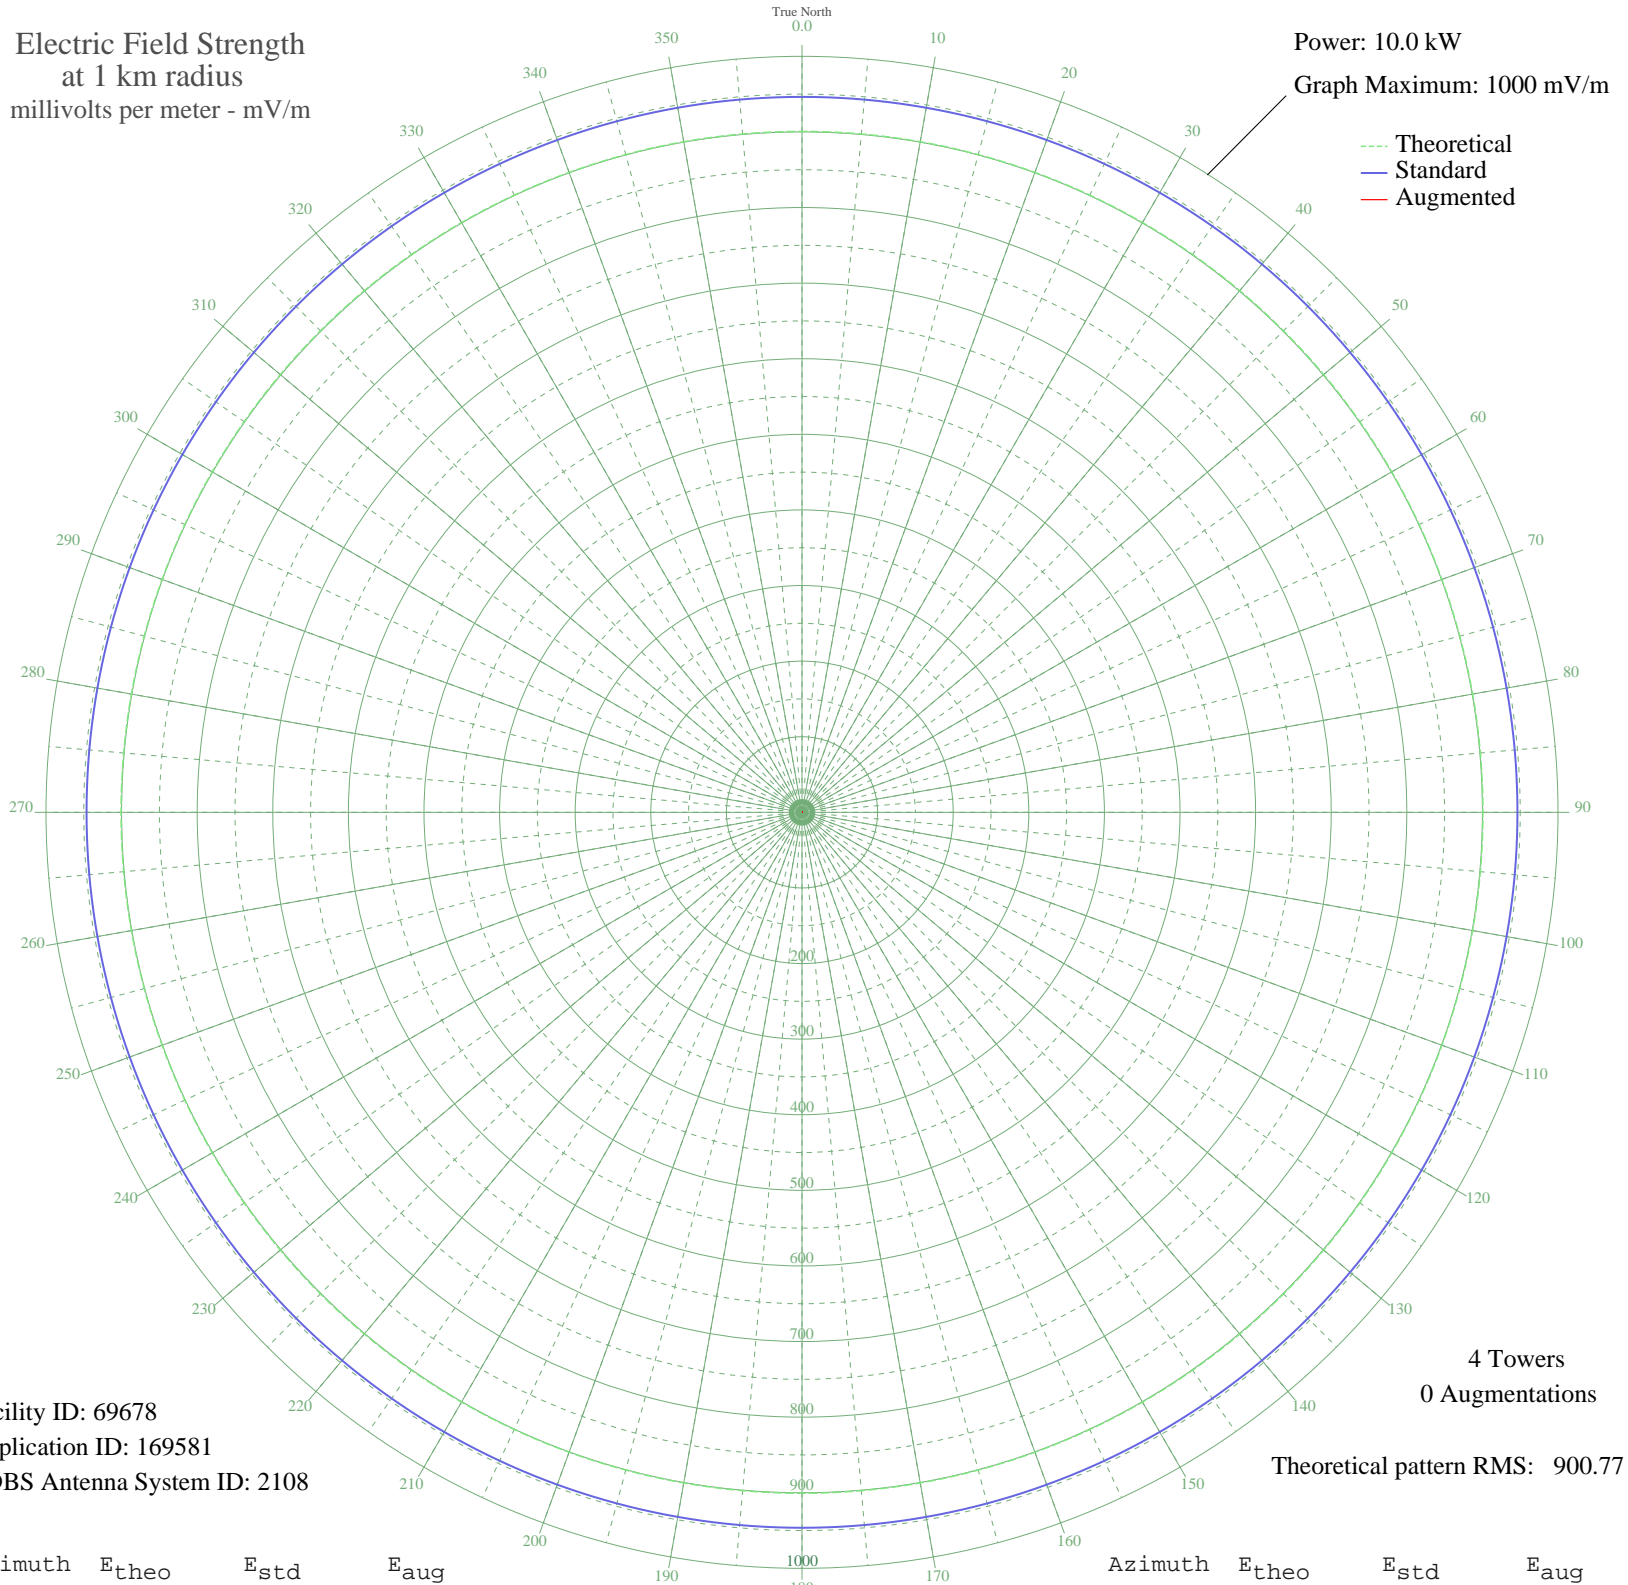 True North
0.0
Electric Field Strength
at 1 km radius
millivolts per meter - mV/m
Power: 10.0 kW
Graph Maximum: 1000 mV/m
Theoretical
Standard
Augmented
10
20
30
40
50
60
70
80
90
100
110
120
130
140
150
160
170
190
200
210
220
230
240
250
260
270
280
290
300
310
320
330
340
350
200
300
400
500
600
700
800
900
1000
180
4 Towers
0 Augmentations
Theoretical pattern RMS: 900.77
cility ID: 69678
plication ID: 169581
DBS Antenna System ID: 2108
imuth Etheo Estd Eaug
Azimuth Etheo Estd Eaug